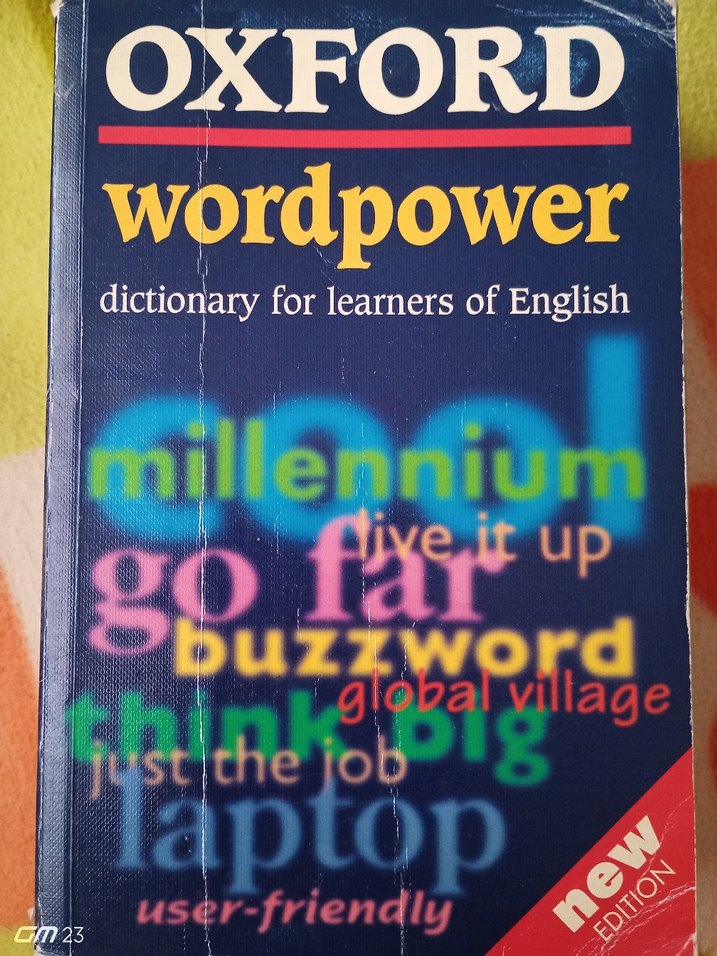 OXFORD
wordpower
dictionary for learners of English
cool
millennium
live it up
go far
buzzword
global village
think big
just the job
laptop
user-friendly
new
EDITION
GM 23